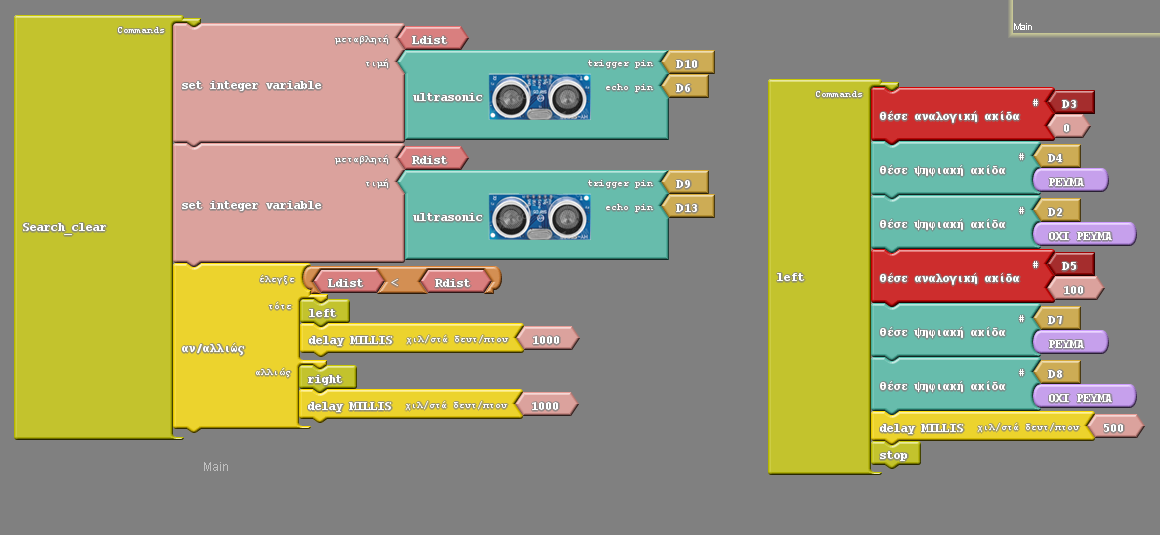 Commands
μεταβλητή Ldist
τιμή
set integer variable
ultrasonic
trigger pin D10
echo pin D6
μεταβλητή Rdist
τιμή
set integer variable
ultrasonic
trigger pin D9
echo pin D13
Search_clear
έλεγξε Ldist < Rdist
τότε
left
delay MILLIS χιλ/στά δευτ/πτου 1000
αν/αλλιώς
αλλιώς
right
delay MILLIS χιλ/στά δευτ/πτου 1000
Main
Main
Commands
θέσε αναλογική ακίδα # D3
0
θέσε ψηφιακή ακίδα # D4
ΡΕΥΜΑ
θέσε ψηφιακή ακίδα # D2
ΟΧΙ ΡΕΥΜΑ
left
θέσε αναλογική ακίδα # D5
100
θέσε ψηφιακή ακίδα # D7
ΡΕΥΜΑ
θέσε ψηφιακή ακίδα # D8
ΟΧΙ ΡΕΥΜΑ
delay MILLIS χιλ/στά δευτ/πτου 500
stop